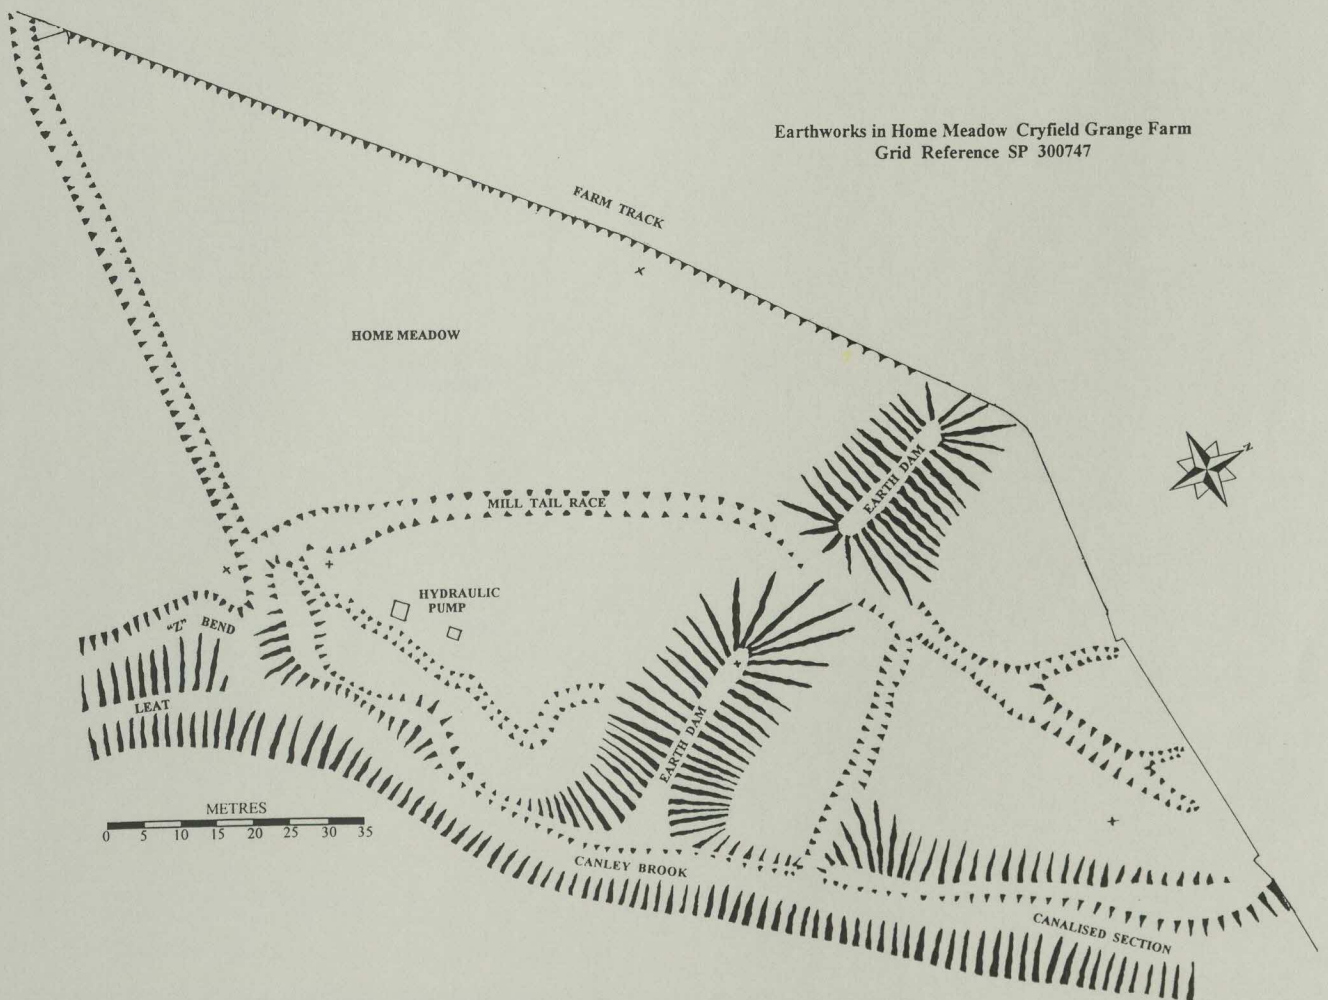 Earthworks in Home Meadow Cryfield Grange Farm
Grid Reference SP 300747
FARM TRACK
HOME MEADOW
N
EARTH DAM
MILL TAIL RACE
HYDRAULIC
PUMP
"Z" BEND
LEAT
EARTH DAM
METRES
0 5 10 15 20 25 30 35
CANLEY BROOK
CANALISED SECTION